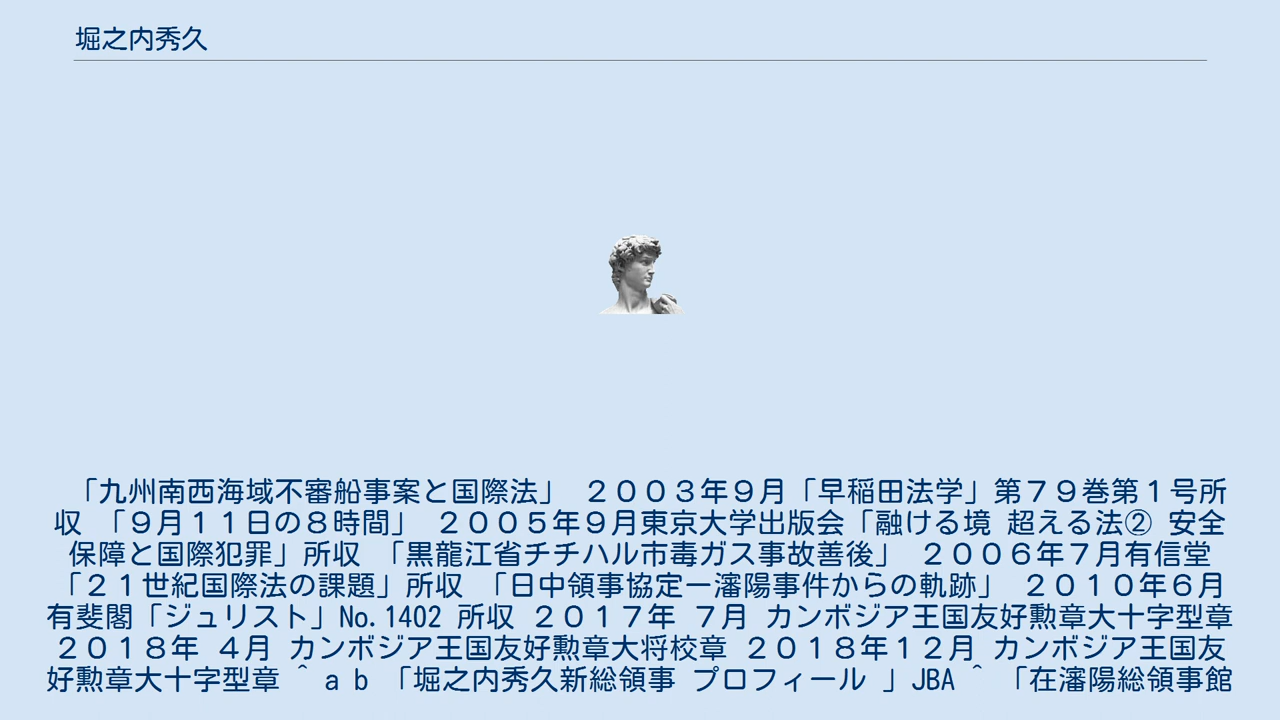 堀之内秀久
「九州南西海域不審船事案と国際法」 ２００３年９月「早稲田法学」第７９巻第１号所
収 「９月１１日の８時間」 ２００５年９月東京大学出版会「融ける境 超える法② 安全
保障と国際犯罪」所収 「黒龍江省チチハル市毒ガス事故善後」 ２００６年７月有信堂
「２１世紀国際法の課題」所収 「日中領事協定ー瀋陽事件からの軌跡」 ２０１０年６月
有斐閣「ジュリスト」No.1402 所収 ２０１７年 ７月 カンボジア王国友好勲章大十字型章
２０１８年 ４月 カンボジア王国友好勲章大将校章 ２０１８年１２月 カンボジア王国友
好勲章大十字型章 ^ a b 「堀之内秀久新総領事 プロフィール 」JBA ^ 「在瀋陽総領事館